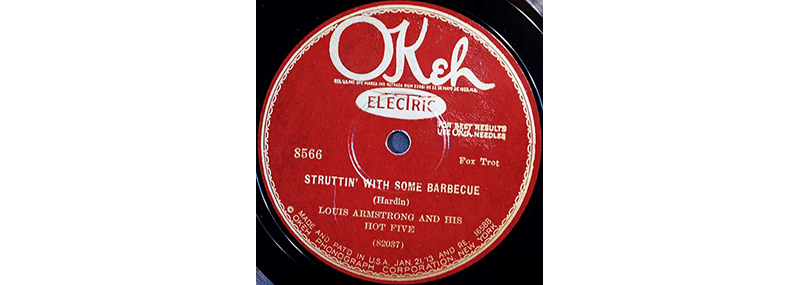 OKeh
ELECTRIC
FOR BEST RESULTS
USE OKeh NEEDLES
8566
Fox Trot
STRUTTIN' WITH SOME BARBECUE
(Hardin)
LOUIS ARMSTRONG AND HIS
HOT FIVE
(82037)
MADE AND PAT'D IN U.S.A. JAN. 21, '13 AND RE. 16588
© OKEH PHONOGRAPH CORPORATION NEW YORK